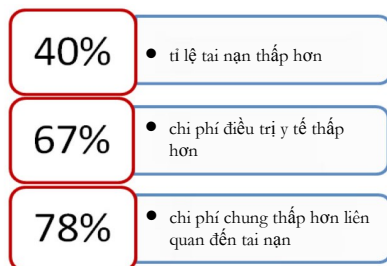 40%
• tỉ lệ tai nạn thấp hơn
67%
• chi phí điều trị y tế thấp
hơn
78%
• chi phí chung thấp hơn liên
quan đến tai nạn